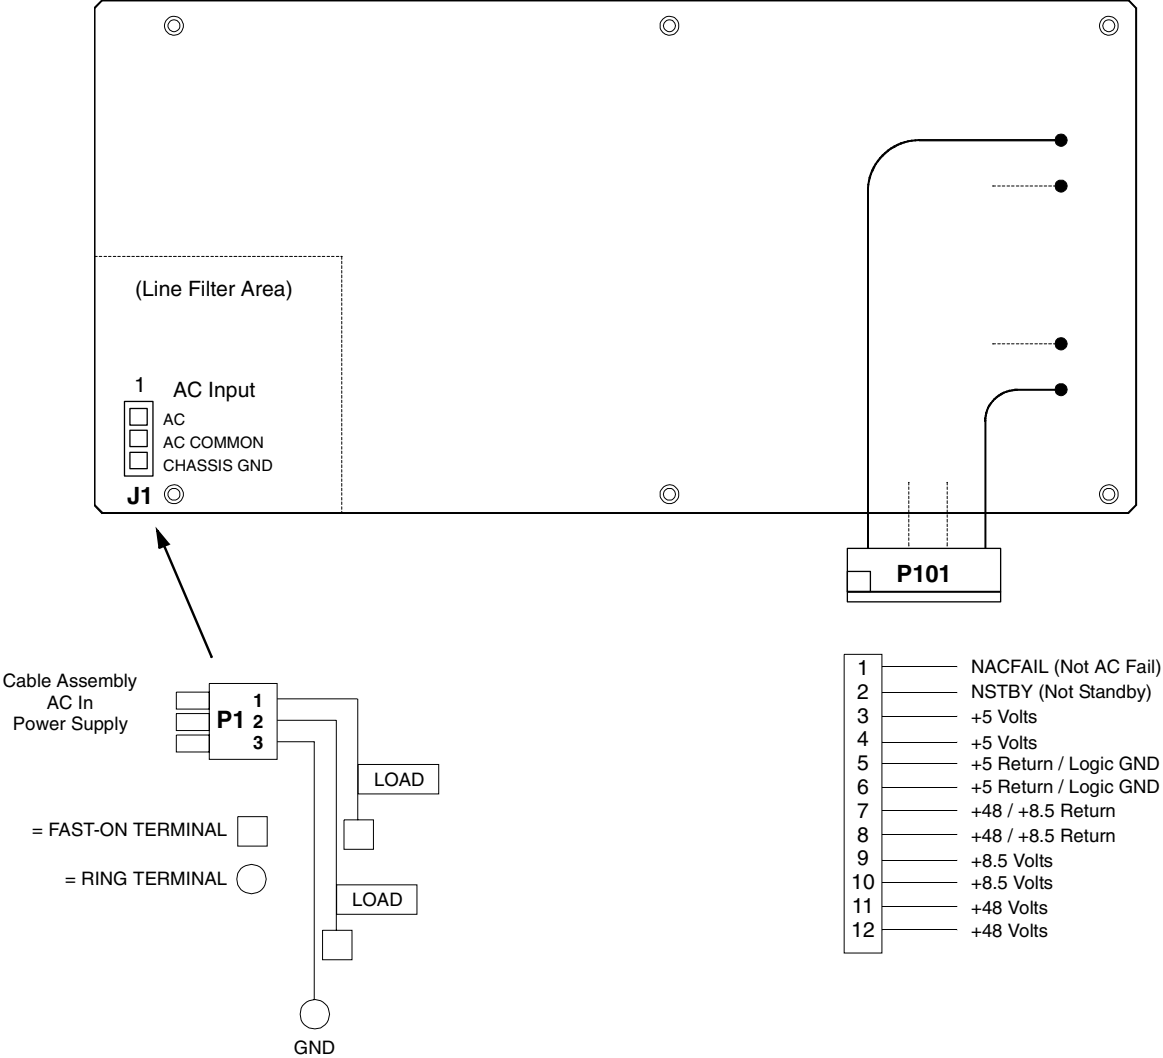 (Line Filter Area)
1
AC Input
AC
AC COMMON
CHASSIS GND
J1
P101
Cable Assembly
AC In
Power Supply
P1
1
2
3
LOAD
= FAST-ON TERMINAL
= RING TERMINAL
LOAD
GND
1 NACFAIL (Not AC Fail)
2 NSTBY (Not Standby)
3 +5 Volts
4 +5 Volts
5 +5 Return / Logic GND
6 +5 Return / Logic GND
7 +48 / +8.5 Return
8 +48 / +8.5 Return
9 +8.5 Volts
10 +8.5 Volts
11 +48 Volts
12 +48 Volts